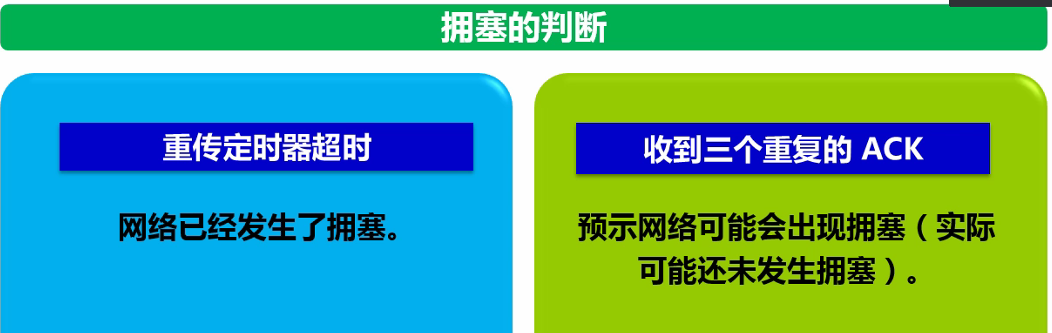 拥塞的判断
重传定时器超时
网络已经发生了拥塞。
收到三个重复的 ACK
预示网络可能会出现拥塞（实际
可能还未发生拥塞）。